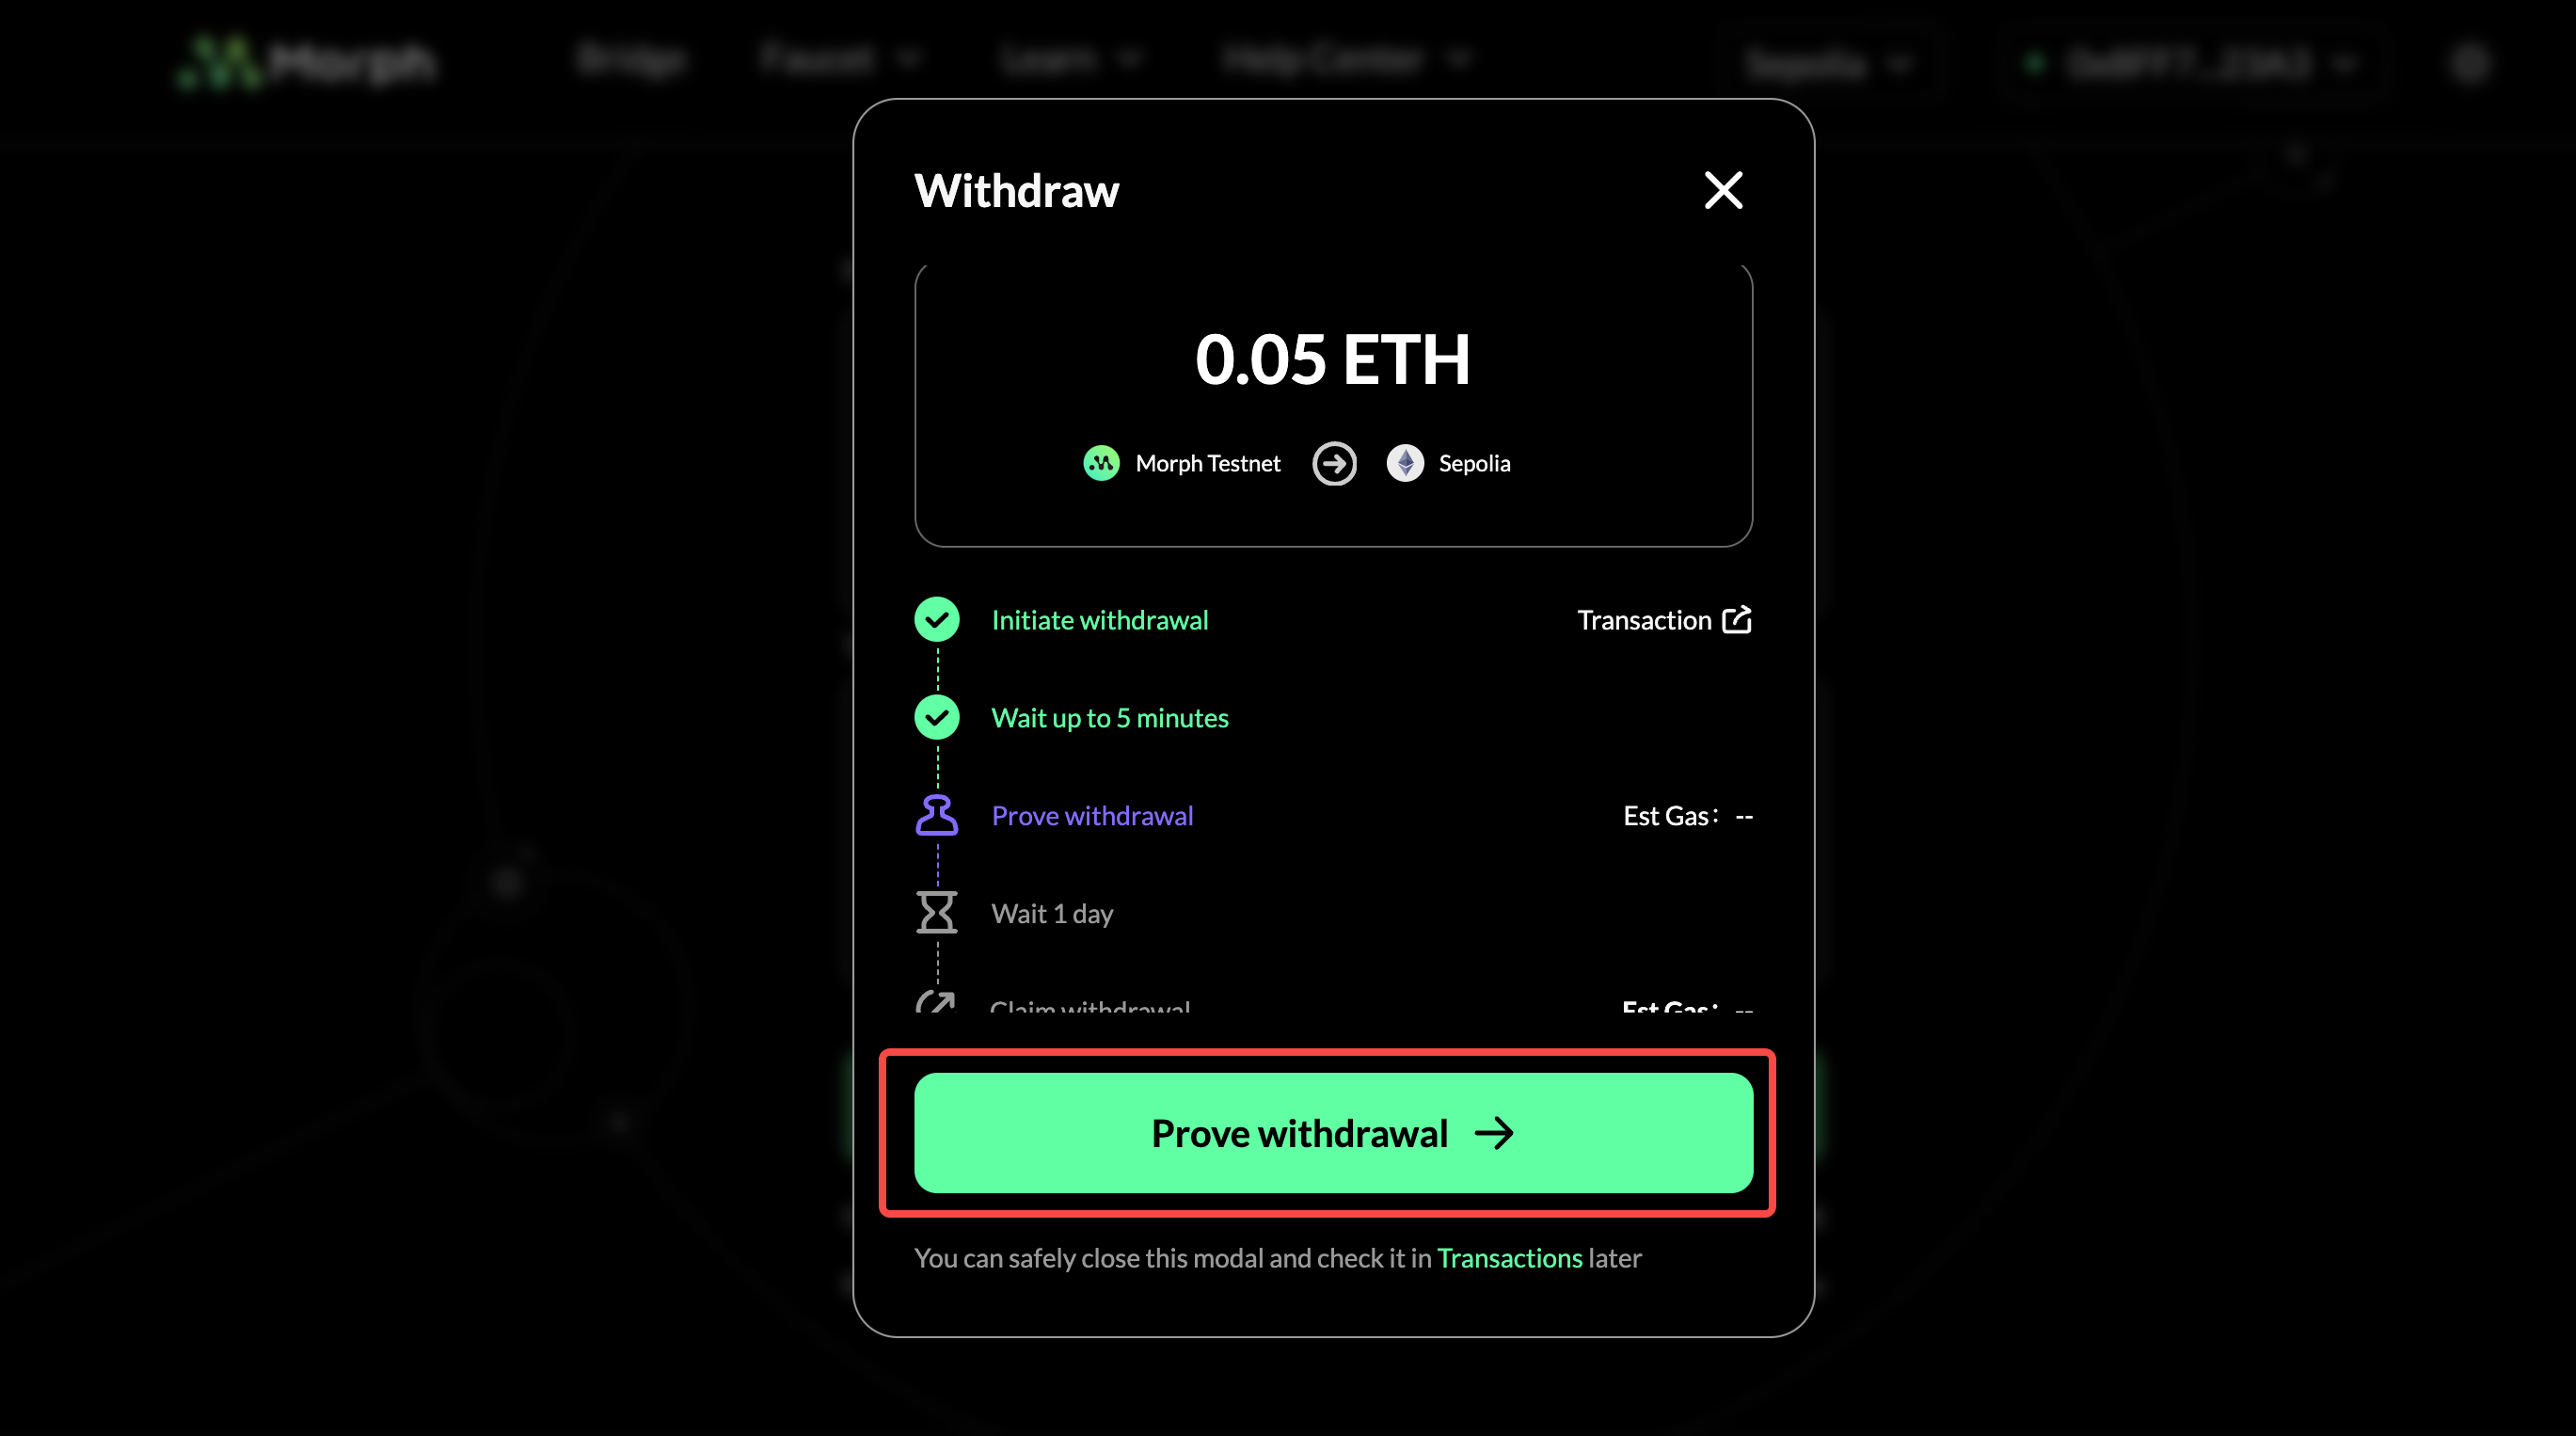 Morph Bridge Faucet Learn Help Center Sepolia
Withdraw
0.05 ETH
Morph Testnet Sepolia
Initiate withdrawal Transaction
Wait up to 5 minutes
Prove withdrawal Est Gas: --
Wait 1 day
Claim withdrawal Est Gas: --
Prove withdrawal
You can safely close this modal and check it in Transactions later